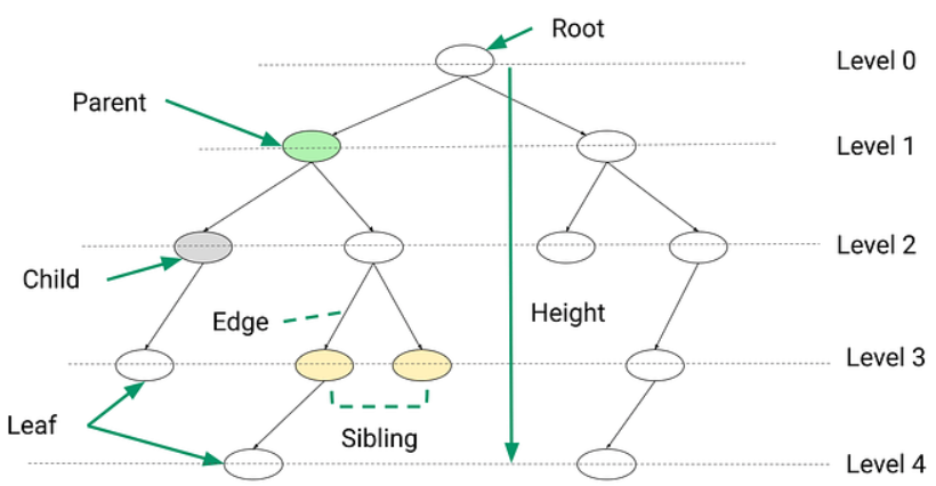 Root
Level 0
Parent
Level 1
Level 2
Child
Edge
Height
Level 3
Leaf
Sibling
Level 4